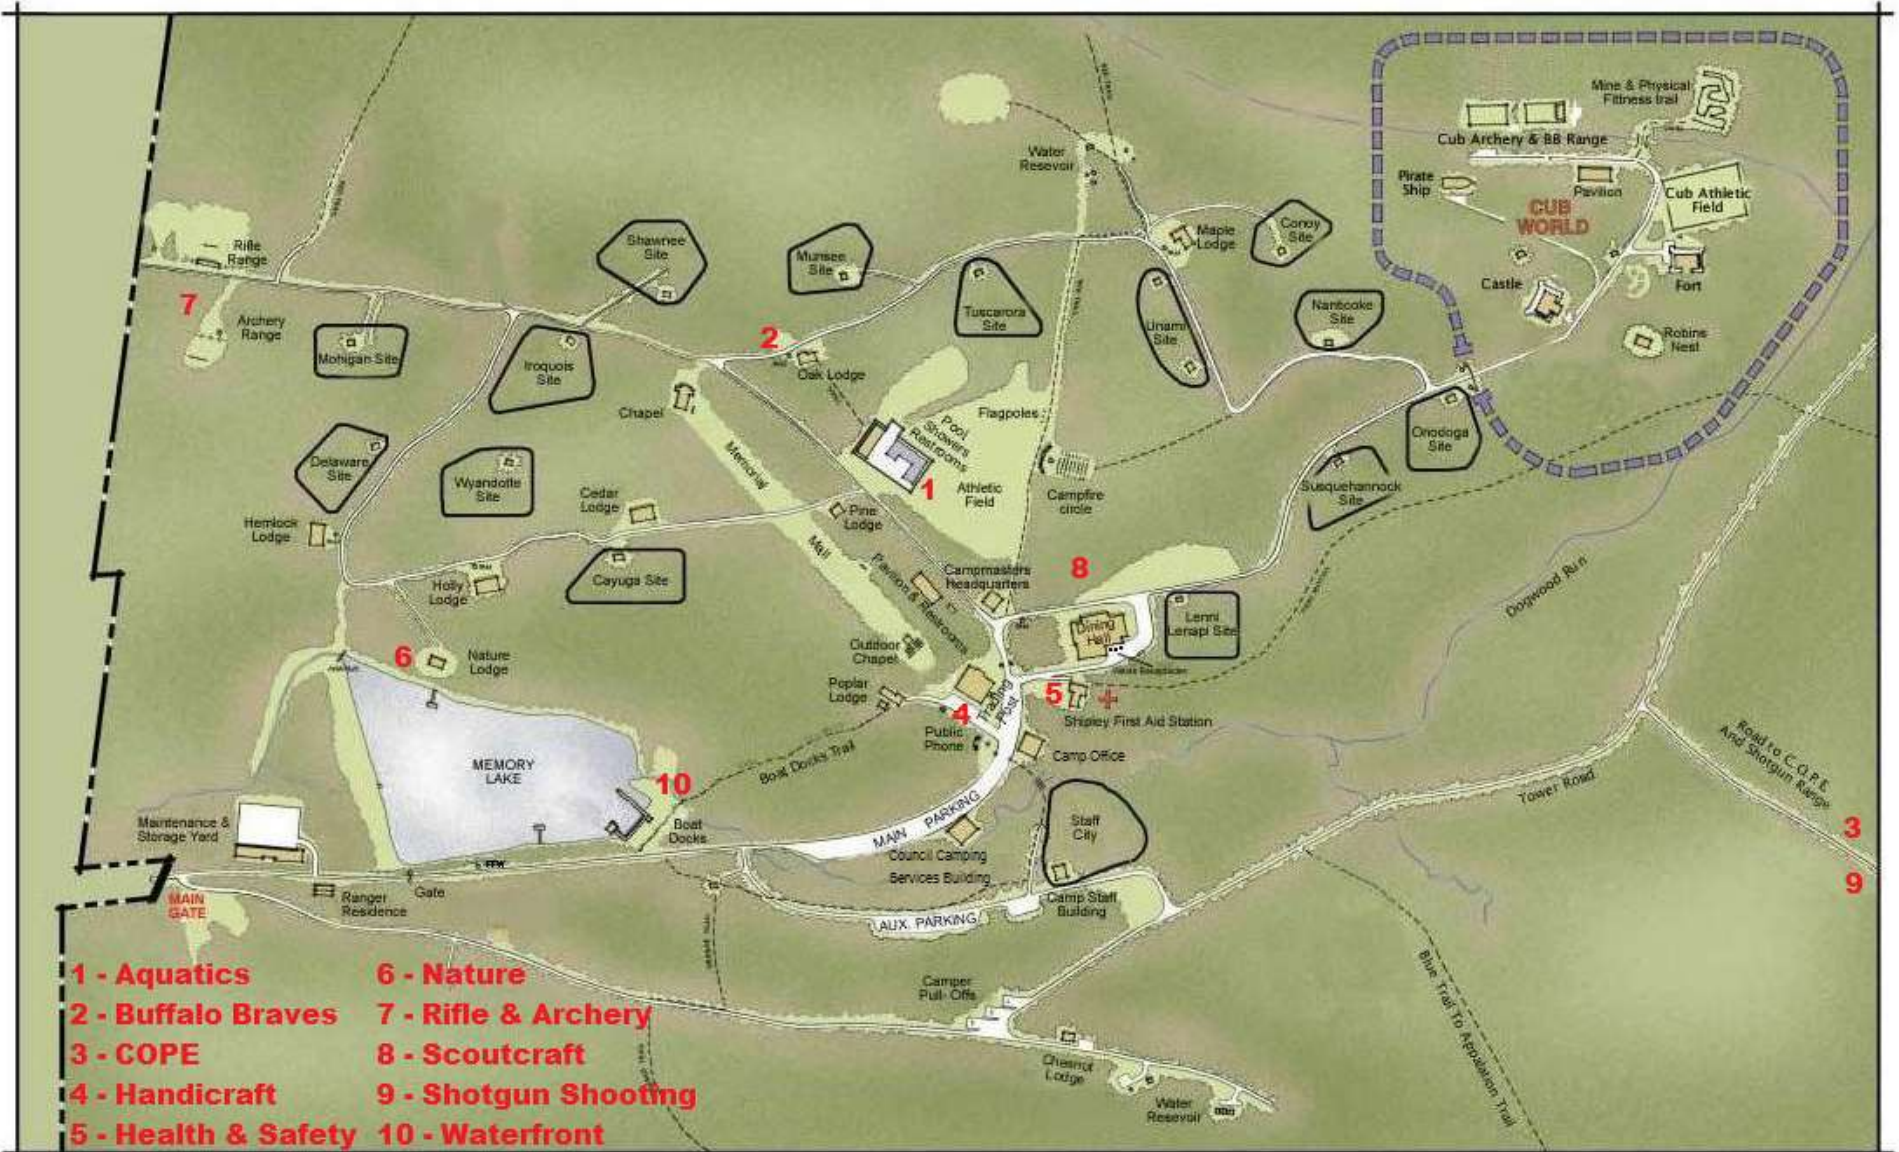 Mine & Physical
Fittness trail
Cub Archery & BB Range
Water
Resevoir
Pirate
Ship
Pavilion
Cub Athletic
Field
CUB
WORLD
Rifle
Range
Shawnee
Site
Munsee
Site
Maple
Lodge
Conoy
Site
Castle
Fort
7
Archery
Range
Mohigan Site
Iroquois
Site
2
Oak Lodge
Tuscarora
Site
Unami
Site
Nanticoke
Site
Robins
Nest
Chapel
Flagpoles
Pool
Showers
Restrooms
Onodoga
Site
Delaware
Site
Wyandotte
Site
Memorial
Mall
1
Athletic
Field
Campfire
circle
Susquehannock
Site
Cedar
Lodge
Pine
Lodge
Hemlock
Lodge
Holly
Lodge
Cayuga Site
Pavilion & Restrooms
Campmasters
Headquarters
8
Dogwood Run
Dining
Hall
Lenni
Lenapi Site
6
Nature
Lodge
Outdoor
Chapel
Poplar
Lodge
4
Trading
Post
5
Shipley First Aid Station
Public
Phone
Camp Office
Road to C.O.P.E
And Shotgun Range
MEMORY
LAKE
Boat Docks Trail
10
Tower Road
Maintenance &
Storage Yard
Boat
Docks
MAIN PARKING
Staff
City
3
Council Camping
Services Building
9
MAIN
GATE
Ranger
Residence
Gate
Camp Staff
Building
AUX. PARKING
Camper
Pull- Offs
Blue Trail To Appalation Trail
Chesnut
Lodge
Water
Resevoir
1 - Aquatics
2 - Buffalo Braves
3 - COPE
4 - Handicraft
5 - Health & Safety
6 - Nature
7 - Rifle & Archery
8 - Scoutcraft
9 - Shotgun Shooting
10 - Waterfront